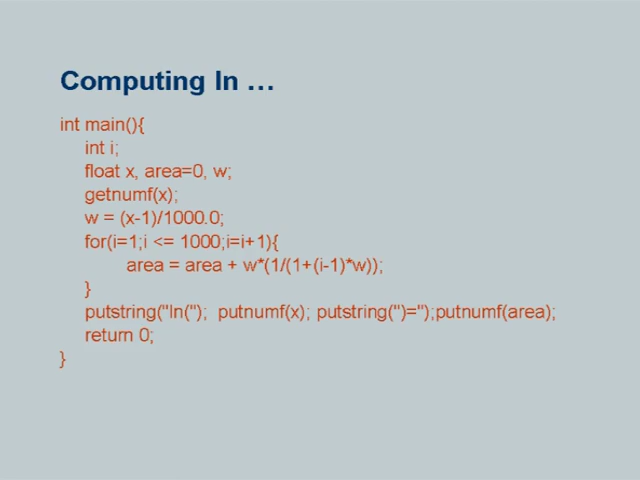 Computing ln …
int main(){
int i;
float x, area=0, w;
getnumf(x);
w = (x-1)/1000.0;
for(i=1;i <= 1000;i=i+1){
area = area + w*(1/(1+(i-1)*w));
}
putstring("ln("); putnumf(x); putstring(")=");putnumf(area);
return 0;
}